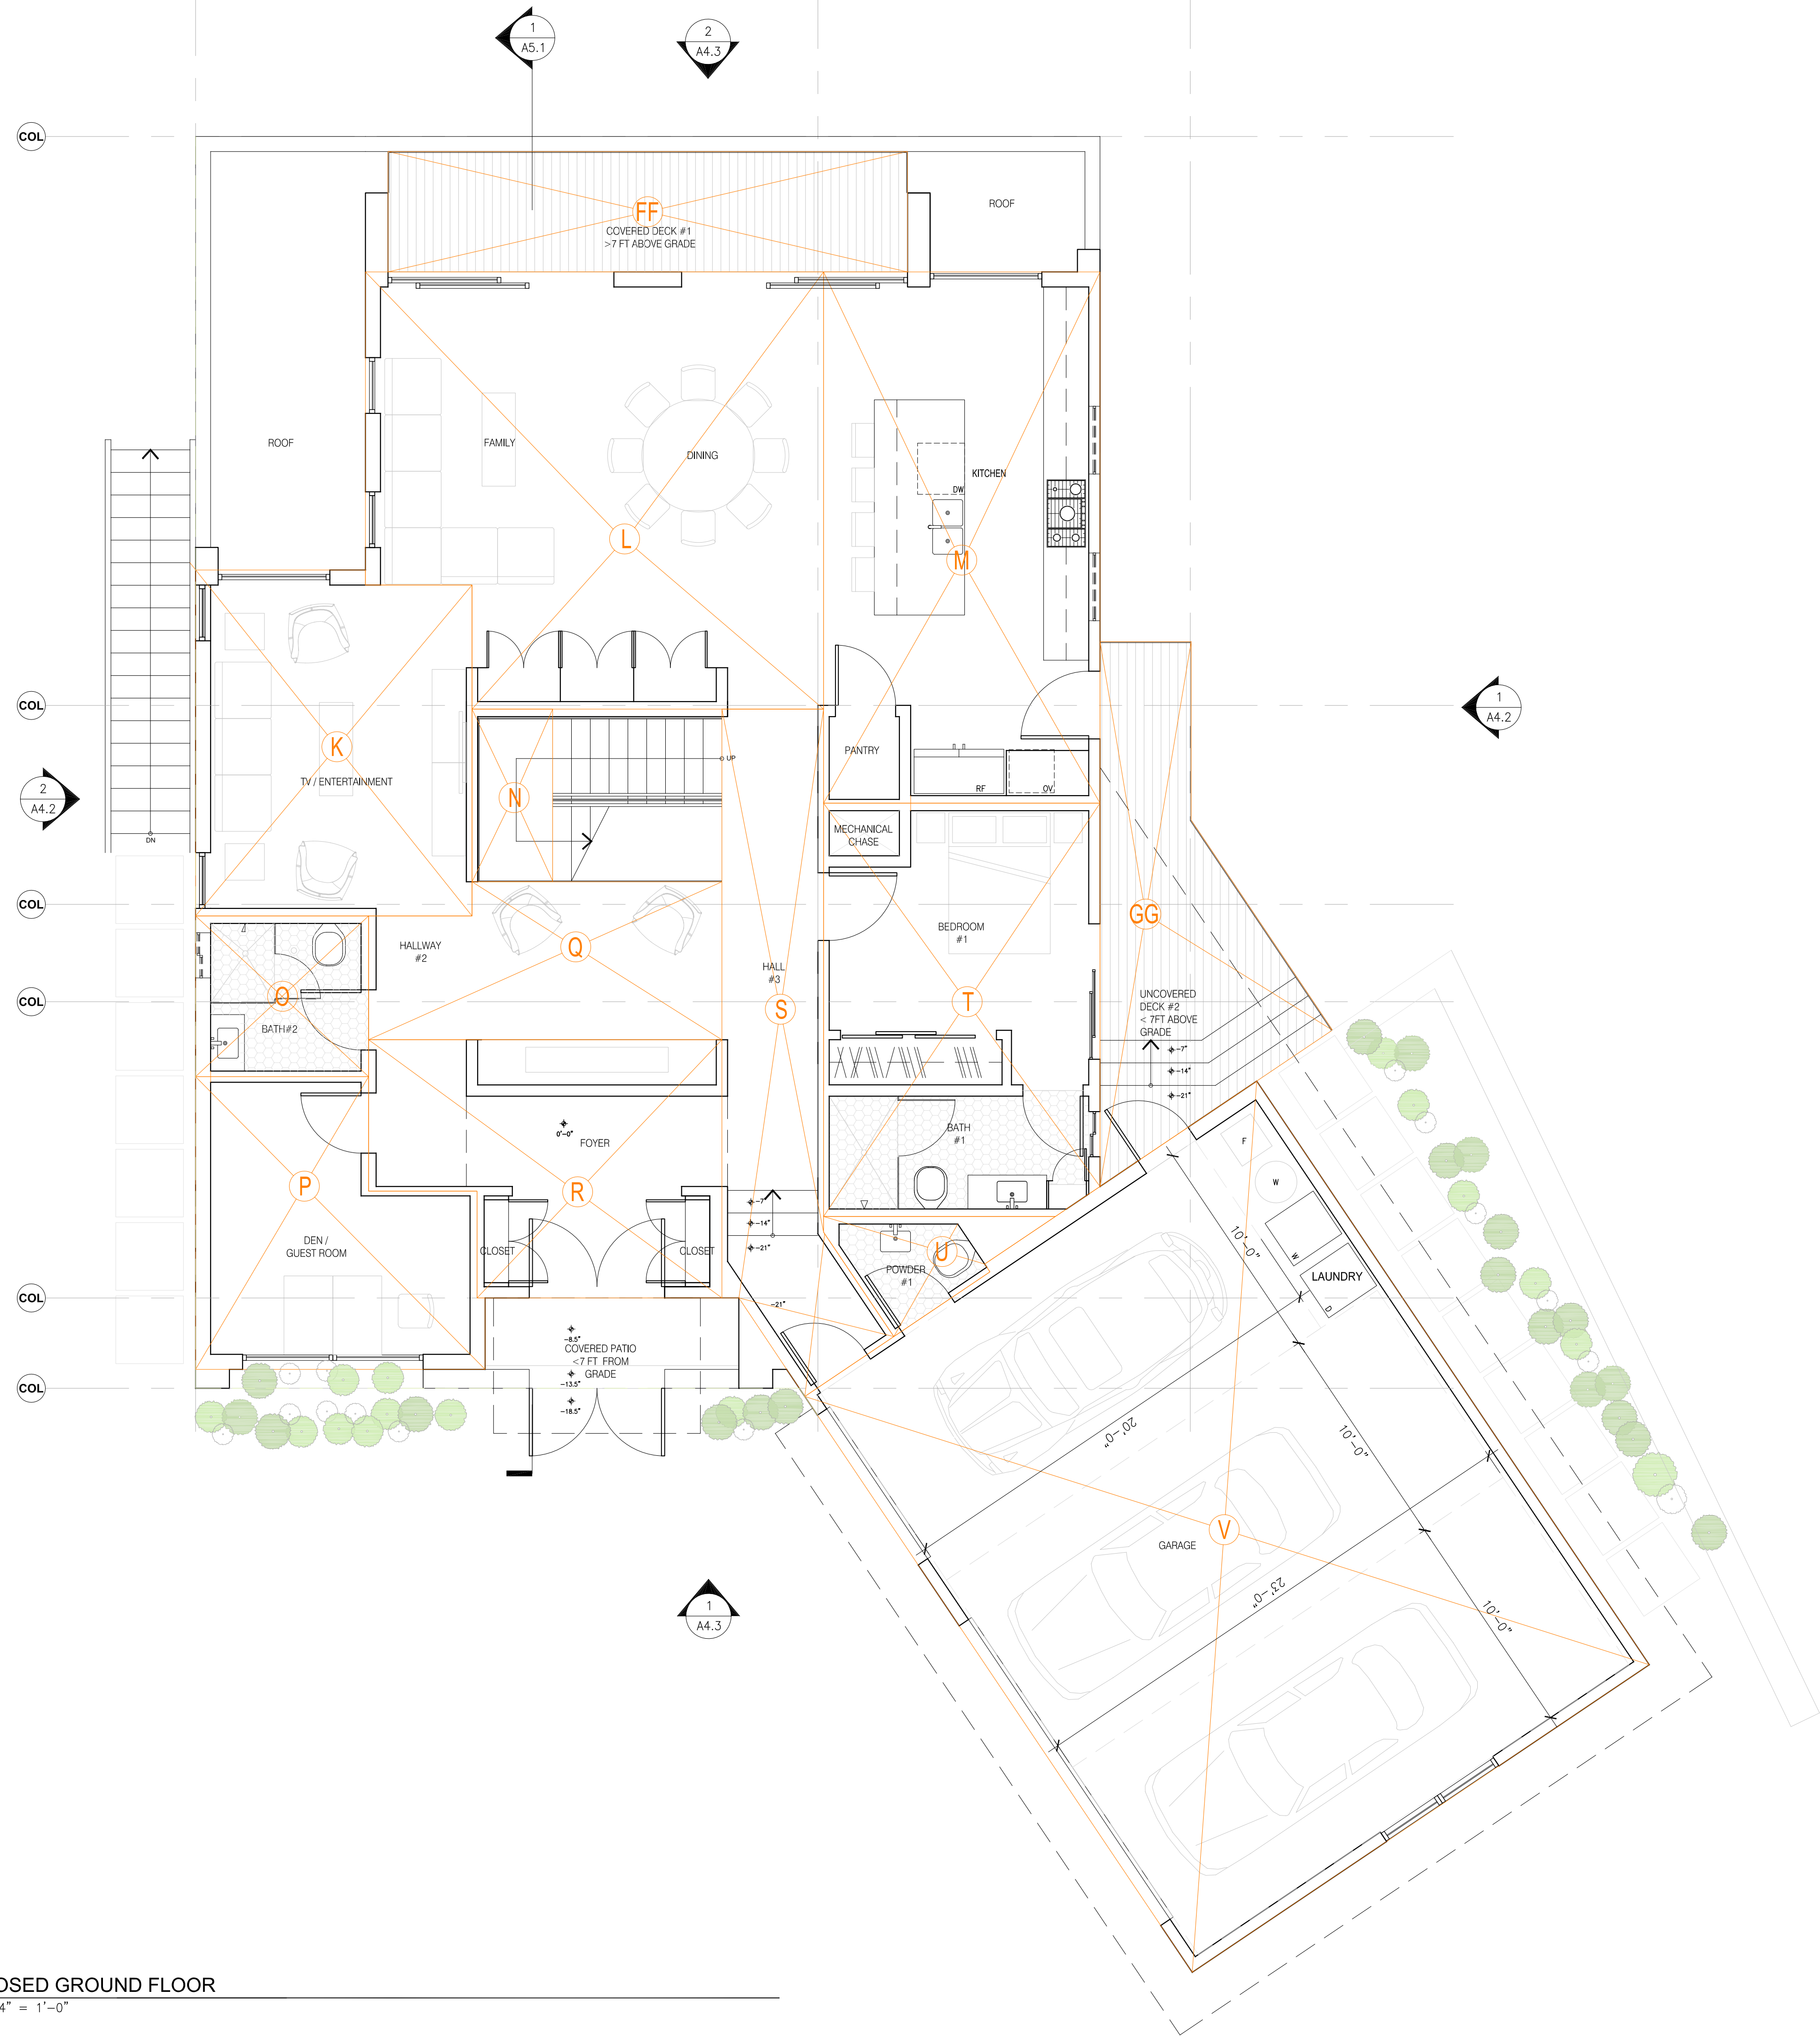 1
A5.1
2
A4.3
COL
FF
COVERED DECK #1
>7 FT ABOVE GRADE
ROOF
ROOF
FAMILY
DINING
KITCHEN
DW
L
M
COL
1
A4.2
K
TV / ENTERTAINMENT
N
UP
PANTRY
RF
OV
2
A4.2
DN
MECHANICAL
CHASE
COL
GG
BEDROOM
#1
Q
HALLWAY
#2
HALL
#3
S
T
O
COL
BATH#2
UNCOVERED
DECK #2
< 7FT ABOVE
GRADE
-7"
-14"
-21"
0'-0"
FOYER
BATH
#1
F
W
P
R
-7"
-14"
-21"
DEN /
GUEST ROOM
CLOSET
CLOSET
U
POWDER
#1
10'-0"
W
LAUNDRY
D
COL
-21"
-8.5"
COVERED PATIO
<7 FT FROM
GRADE
-13.5"
-18.5"
COL
20'-0"
10'-0"
V
GARAGE
23'-0"
10'-0"
1
A4.3
OSED GROUND FLOOR
4" = 1'-0"